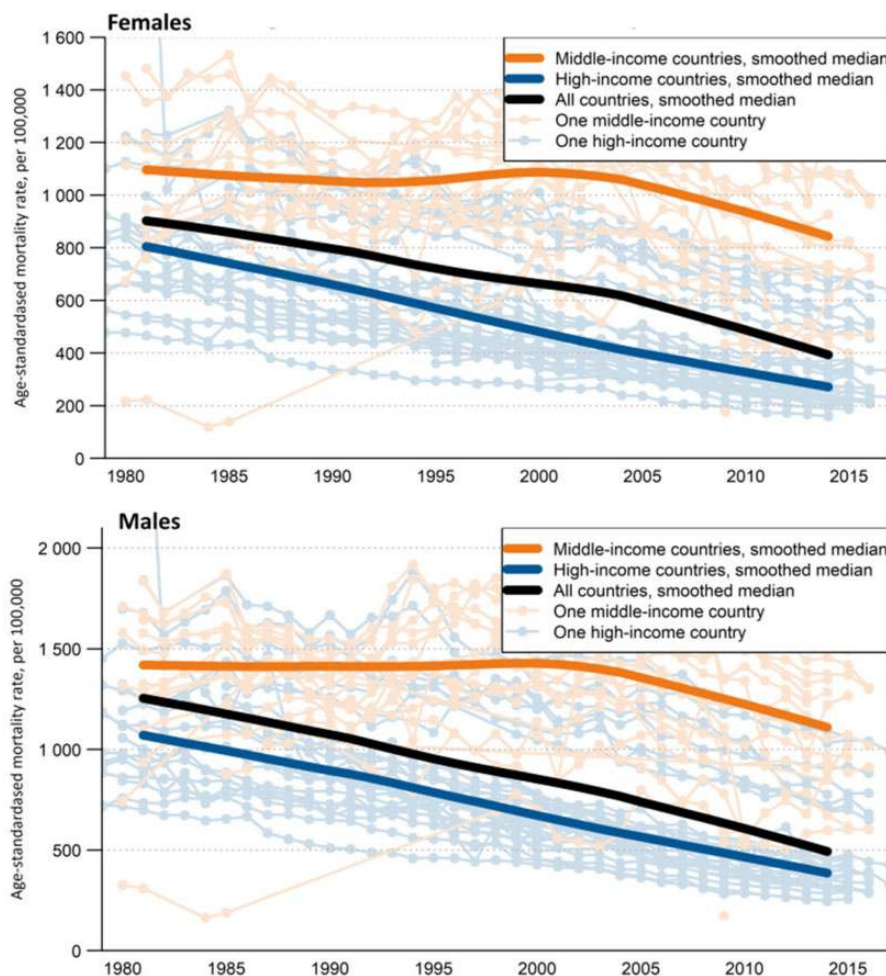 Females
Age-standardased mortality rate, per 100,000
1 600
1 400
1 200
1 000
800
600
400
200
0
Middle-income countries, smoothed median
High-income countries, smoothed median
All countries, smoothed median
One middle-income country
One high-income country
1980 1985 1990 1995 2000 2005 2010 2015
Males
Age-standardased mortality rate, per 100,000
2 000
1 500
1 000
500
0
Middle-income countries, smoothed median
High-income countries, smoothed median
All countries, smoothed median
One middle-income country
One high-income country
1980 1985 1990 1995 2000 2005 2010 2015